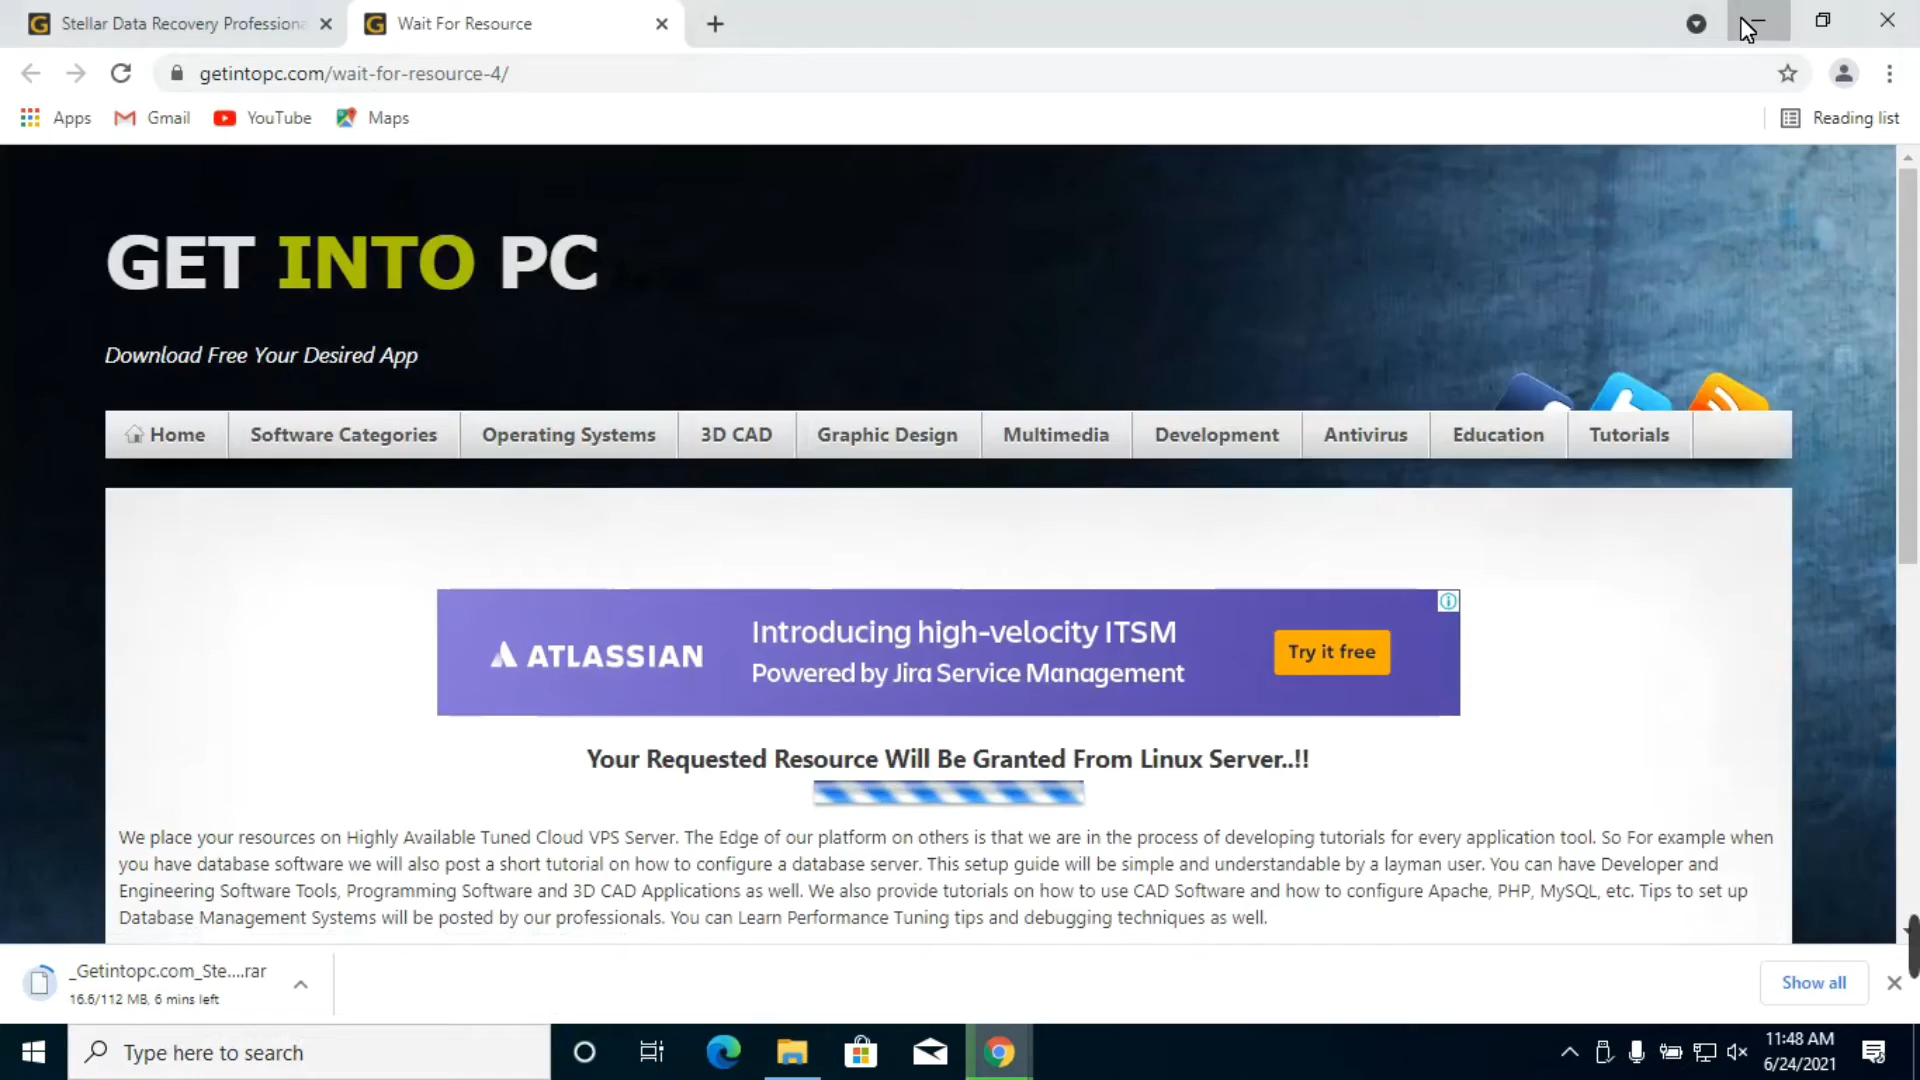 Stellar Data Recovery Professiona
Wait For Resource
getintopc.com/wait-for-resource-4/
Apps
Gmail
YouTube
Maps
Reading list
GET INTO PC
Download Free Your Desired App
Home
Software Categories
Operating Systems
3D CAD
Graphic Design
Multimedia
Development
Antivirus
Education
Tutorials
ATLASSIAN
Introducing high-velocity ITSM
Powered by Jira Service Management
Try it free
Your Requested Resource Will Be Granted From Linux Server..!!
We place your resources on Highly Available Tuned Cloud VPS Server. The Edge of our platform on others is that we are in the process of developing tutorials for every application tool. So For example when
you have database software we will also post a short tutorial on how to configure a database server. This setup guide will be simple and understandable by a layman user. You can have Developer and
Engineering Software Tools, Programming Software and 3D CAD Applications as well. We also provide tutorials on how to use CAD Software and how to configure Apache, PHP, MySQL, etc. Tips to set up
Database Management Systems will be posted by our professionals. You can Learn Performance Tuning tips and debugging techniques as well.
_Getintopc.com_Ste....rar
16.6/112 MB, 6 mins left
Show all
Type here to search
11:48 AM
6/24/2021